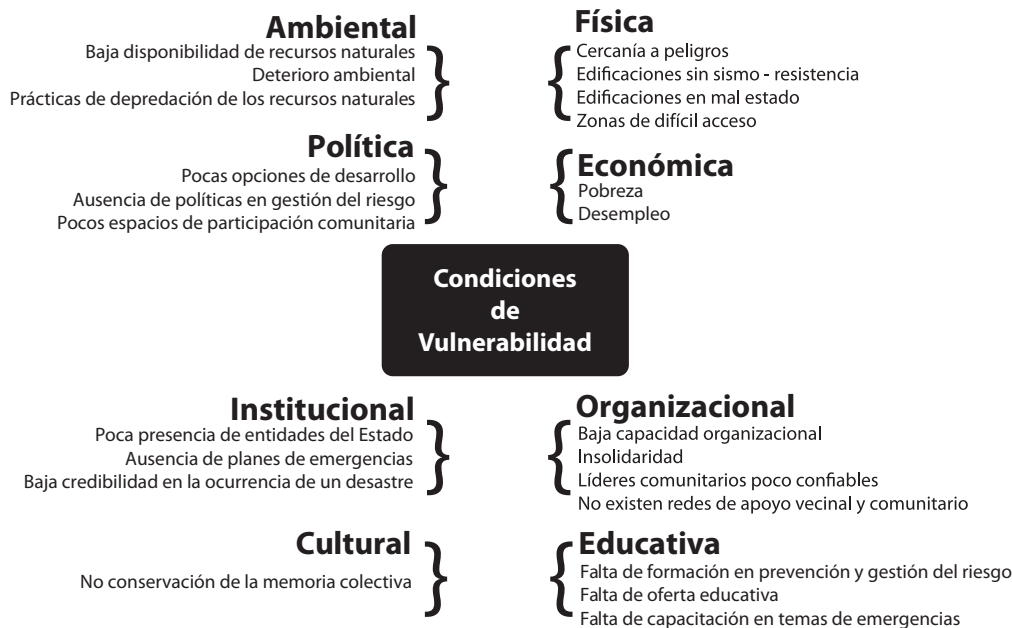 Ambiental
Baja disponibilidad de recursos naturales
Deterioro ambiental
Prácticas de depredación de los recursos naturales
Física
Cercanía a peligros
Edificaciones sin sismo - resistencia
Edificaciones en mal estado
Zonas de difícil acceso
Política
Pocas opciones de desarrollo
Ausencia de políticas en gestión del riesgo
Pocos espacios de participación comunitaria
Económica
Pobreza
Desempleo
Condiciones
de
Vulnerabilidad
Institucional
Poca presencia de entidades del Estado
Ausencia de planes de emergencias
Baja credibilidad en la ocurrencia de un desastre
Organizacional
Baja capacidad organizacional
Insolidaridad
Líderes comunitarios poco confiables
No existen redes de apoyo vecinal y comunitario
Cultural
No conservación de la memoria colectiva
Educativa
Falta de formación en prevención y gestión del riesgo
Falta de oferta educativa
Falta de capacitación en temas de emergencias